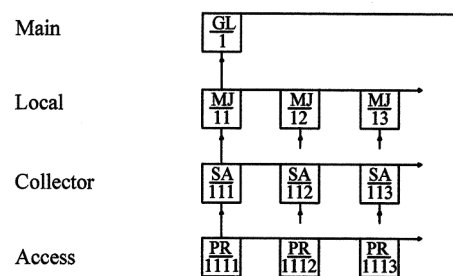 Main
GL
1
Local
MJ
11
MJ
12
MJ
13
Collector
SA
111
SA
112
SA
113
Access
PR
1111
PR
1112
PR
1113